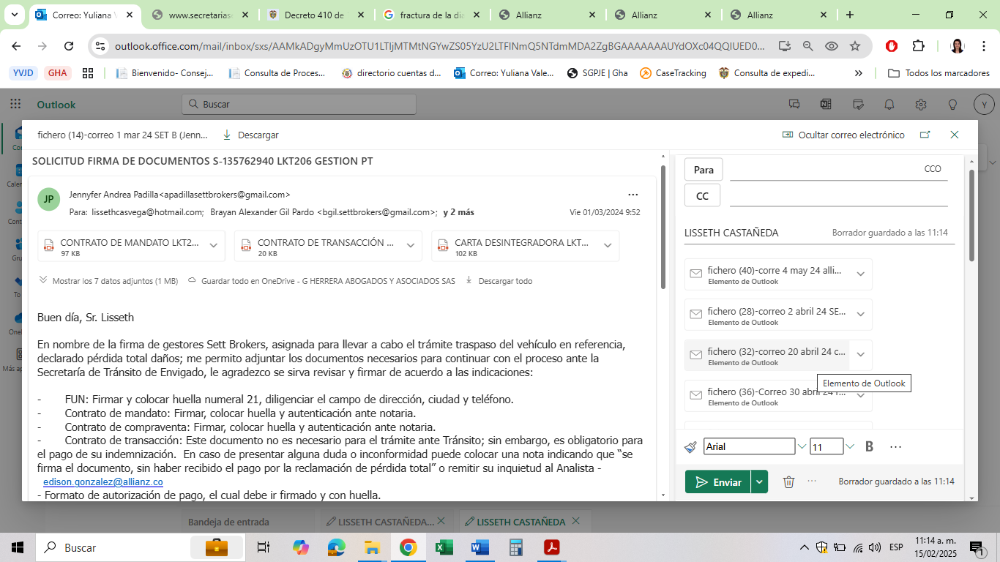 Correo: Yuliana V
www.secretarias
Decreto 410 de
fractura de la dia
Allianz
Allianz
Allianz
outlook.office.com/mail/inbox/sxs/AAMkADgyMmUzOTU1LTljMTMtNGYwZS05YzU2LTFlNmQ5NTdmMDA2ZgBGAAAAAAAUYdOXc04QQIUED0...
YVJD
GHA
Bienvenido- Consej...
Consulta de Proces...
directorio cuentas d...
Correo: Yuliana Vale...
SGPJE | Gha
CaseTracking
Consulta de expedi...
Todos los marcadores
Outlook
Buscar
Y
fichero (14)-correo 1 mar 24 SET B (Jenn...
Descargar
Ocultar correo electrónico
SOLICITUD FIRMA DE DOCUMENTOS S-135762940 LKT206 GESTION PT
JP
Jennyfer Andrea Padilla<apadillasettbrokers@gmail.com>
Para: lissethcasvega@hotmail.com; Brayan Alexander Gil Pardo <bgil.settbrokers@gmail.com>; y 2 más
Vie 01/03/2024 9:52
CONTRATO DE MANDATO LKT2...
97 KB
CONTRATO DE TRANSACCIÓN ...
20 KB
CARTA DESINTEGRADORA LKT...
102 KB
Mostrar los 7 datos adjuntos (1 MB)
Guardar todo en OneDrive - G HERRERA ABOGADOS Y ASOCIADOS SAS
Descargar todo
Buen día, Sr. Lisseth
En nombre de la firma de gestores Sett Brokers, asignada para llevar a cabo el trámite traspaso del vehículo en referencia,
declarado pérdida total daños; me permito adjuntar los documentos necesarios para continuar con el proceso ante la
Secretaría de Tránsito de Envigado, le agradezco se sirva revisar y firmar de acuerdo a las indicaciones:
- FUN: Firmar y colocar huella numeral 21, diligenciar el campo de dirección, ciudad y teléfono.
- Contrato de mandato: Firmar, colocar huella y autenticación ante notaria.
- Contrato de compraventa: Firmar, colocar huella y autenticación ante notaria.
- Contrato de transacción: Este documento no es necesario para el trámite ante Tránsito; sin embargo, es obligatorio para
el pago de su indemnización. En caso de presentar alguna duda o inconformidad puede colocar una nota indicando que “se
firma el documento, sin haber recibido el pago por la reclamación de pérdida total” o remitir su inquietud al Analista -
edison.gonzalez@allianz.co
- Formato de autorización de pago, el cual debe ir firmado y con huella.
Para
CCO
CC
LISSETH CASTAÑEDA
Borrador guardado a las 11:14
fichero (40)-corre 4 may 24 alli...
Elemento de Outlook
fichero (28)-correo 2 abril 24 SE...
Elemento de Outlook
fichero (32)-correo 20 abril 24 c...
Elemento de Outlook
Elemento de Outlook
fichero (36)-Correo 30 abril 24
Elemento de Outlook
Arial
11
B
Enviar
Borrador guardado a las 11:14
Bandeja de entrada
LISSETH CASTAÑEDA...
LISSETH CASTAÑEDA
Buscar
ESP
11:14 a. m.
15/02/2025
1